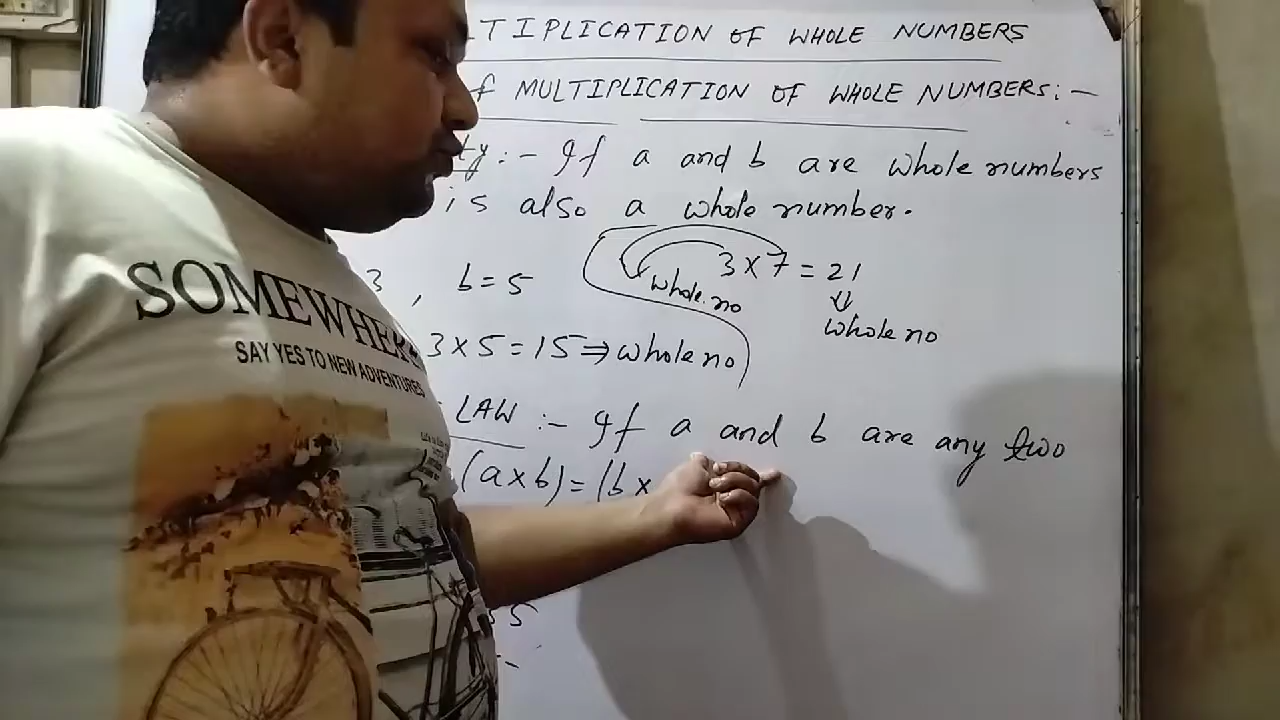 TIPLICATION OF WHOLE NUMBERS
f MULTIPLICATION OF WHOLE NUMBERS:-
ty:- If a and b are whole numbers
is also a whole number.
3 × 7 = 21
whole no
whole no
3, b = 5
3 × 5 = 15 ⇒ whole no
LAW :- If a and b are any two
(a × b) = (b ×
5
SOMEWHERE
SAY YES TO NEW ADVENTURES